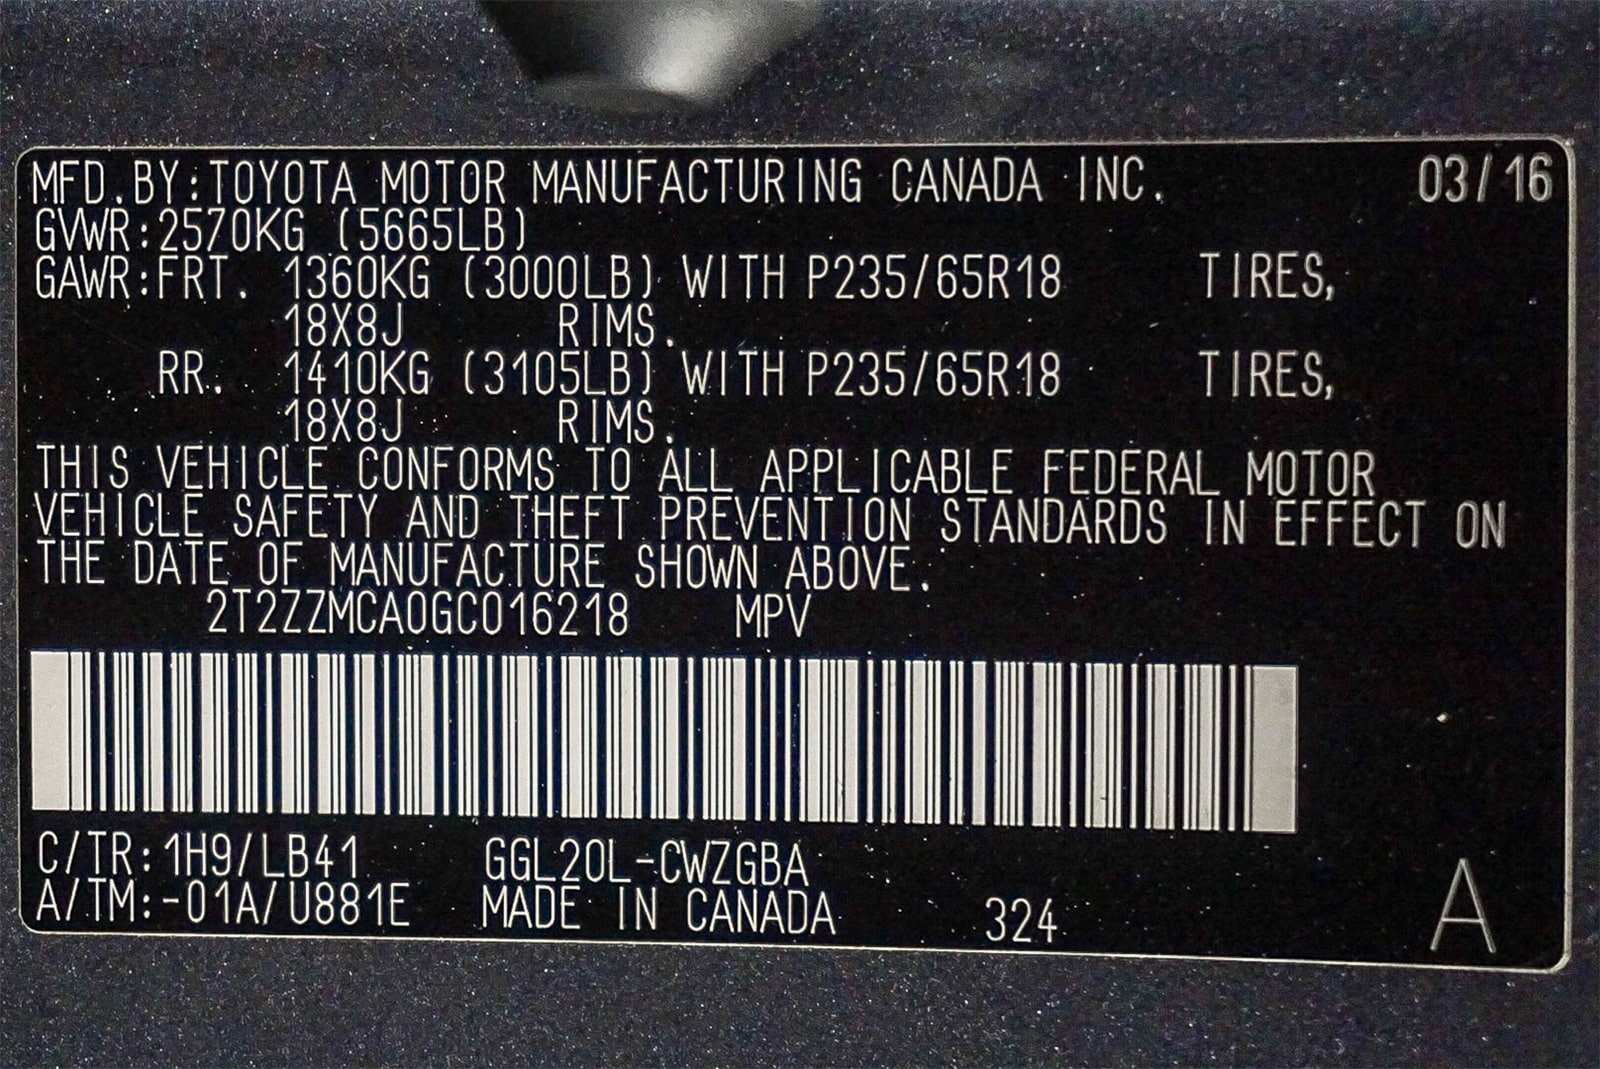 MFD.BY:TOYOTA MOTOR MANUFACTURING CANADA INC. 03/16
GVWR:2570KG (5665LB)
GAWR:FRT. 1360KG (3000LB) WITH P235/65R18 TIRES,
18X8J RIMS.
RR. 1410KG (3105LB) WITH P235/65R18 TIRES,
18X8J RIMS.
THIS VEHICLE CONFORMS TO ALL APPLICABLE FEDERAL MOTOR
VEHICLE SAFETY AND THEFT PREVENTION STANDARDS IN EFFECT ON
THE DATE OF MANUFACTURE SHOWN ABOVE.
2T2ZZMCA0GC016218 MPV
C/TR:1H9/LB41 GGL20L-CWZGBA
A/TM:-01A/U881E MADE IN CANADA 324 A